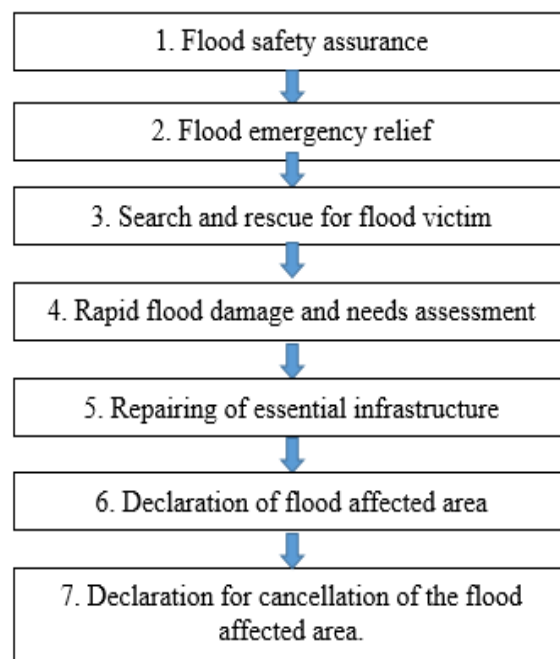 1. Flood safety assurance
2. Flood emergency relief
3. Search and rescue for flood victim
4. Rapid flood damage and needs assessment
5. Repairing of essential infrastructure
6. Declaration of flood affected area
7. Declaration for cancellation of the flood
affected area.